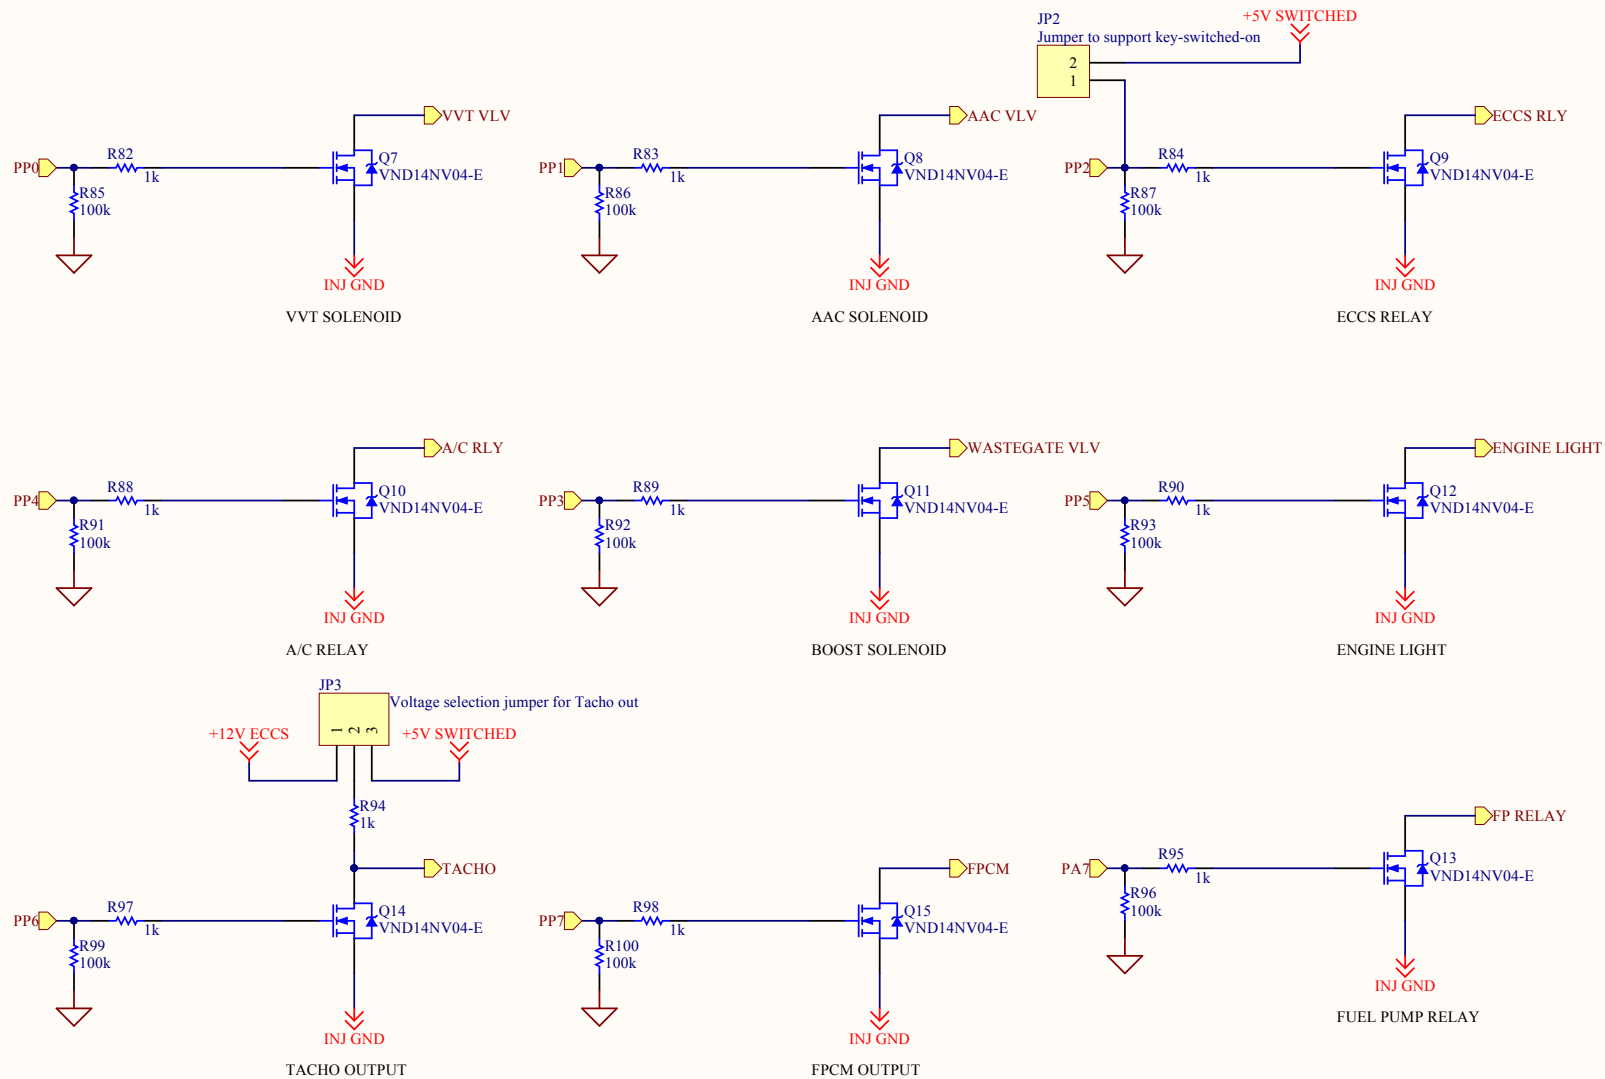 JP2
Jumper to support key-switched-on
+5V SWITCHED
2
1
VVT VLV
AAC VLV
ECCS RLY
PP0
R82
1k
Q7
VND14NV04-E
R85
100k
INJ GND
VVT SOLENOID
PP1
R83
1k
Q8
VND14NV04-E
R86
100k
INJ GND
AAC SOLENOID
PP2
R84
1k
Q9
VND14NV04-E
R87
100k
INJ GND
ECCS RELAY
A/C RLY
PP4
R88
1k
Q10
VND14NV04-E
R91
100k
INJ GND
A/C RELAY
WASTEGATE VLV
PP3
R89
1k
Q11
VND14NV04-E
R92
100k
INJ GND
BOOST SOLENOID
ENGINE LIGHT
PP5
R90
1k
Q12
VND14NV04-E
R93
100k
INJ GND
ENGINE LIGHT
JP3
Voltage selection jumper for Tacho out
1
2
3
+12V ECCS
+5V SWITCHED
R94
1k
TACHO
PP6
R97
1k
Q14
VND14NV04-E
R99
100k
INJ GND
TACHO OUTPUT
FPCM
PP7
R98
1k
Q15
VND14NV04-E
R100
100k
INJ GND
FPCM OUTPUT
FP RELAY
PA7
R95
1k
Q13
VND14NV04-E
R96
100k
INJ GND
FUEL PUMP RELAY